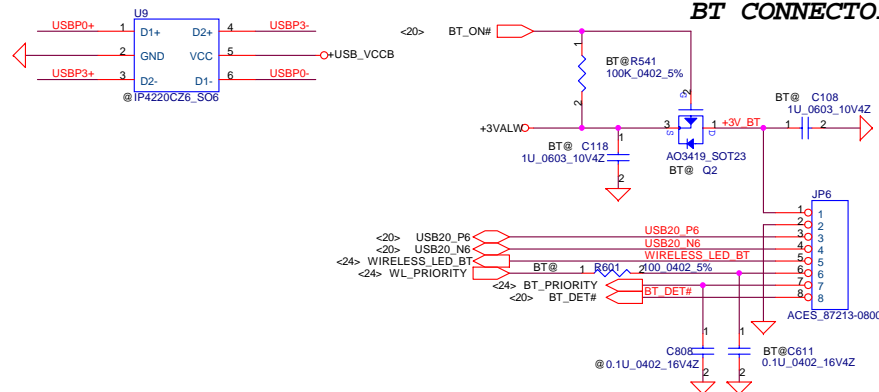 BT CONNECTO
U9
USBP0+ 1 D1+ D2+ 4 USBP3-
2 GND VCC 5 +USB_VCCB
USBP3+ 3 D2- D1- 6 USBP0-
@IP4220CZ6_SO6
<20> BT_ON#
1
BT@R541
100K_0402_5%
2
2
G
+3VALW
3 S
D 1
+3V_BT
BT@ C108
1U_0603_10V4Z
1 2
1
BT@ C118
1U_0603_10V4Z
2
AO3419_SOT23
BT@ Q2
JP6
1 1
2 2
<20> USB20_P6 USB20_P6 3 3
<20> USB20_N6 USB20_N6 4 4
<24> WIRELESS_LED_BT WIRELESS_LED_BT 5 5
<24> WL_PRIORITY BT@ 1 R601 2 100_0402_5% 6 6
<24> BT_PRIORITY 7 7
<20> BT_DET# BT_DET# 8 8
ACES_87213-0800
1
C808
@0.1U_0402_16V4Z
2
1
BT@C611
0.1U_0402_16V4Z
2